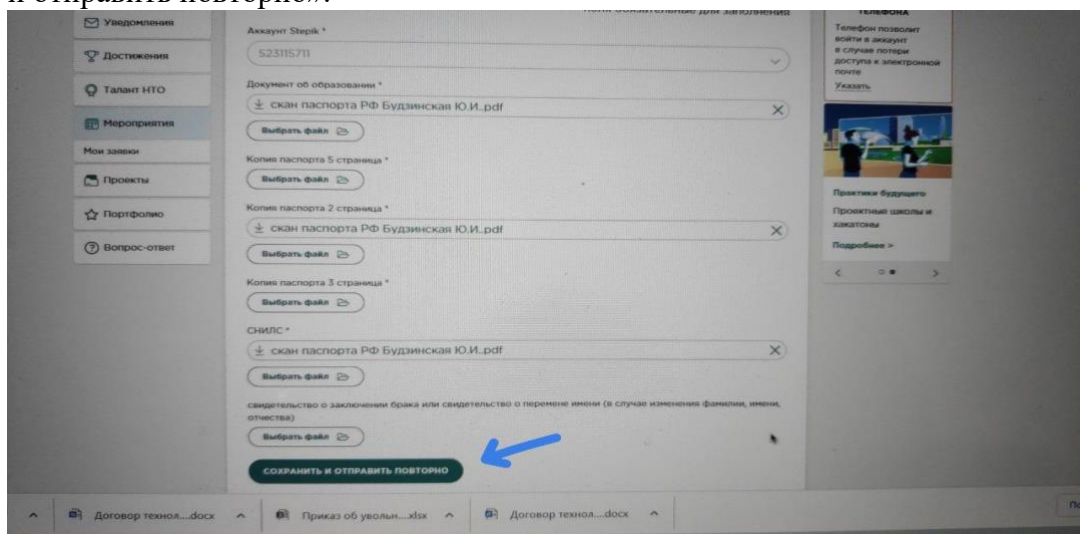 и отправить повторно».
Уведомления
Достижения
Талант НТО
Мероприятия
Мои заявки
Проекты
Портфолио
Вопрос-ответ
поля обязательные для заполнения
Аккаунт Stepik *
523115711
Документ об образовании *
скан паспорта РФ Будзинская Ю.И..pdf
Выбрать файл
Копия паспорта 5 страница *
Выбрать файл
Копия паспорта 2 страница *
скан паспорта РФ Будзинская Ю.И..pdf
Выбрать файл
Копия паспорта 3 страница *
Выбрать файл
СНИЛС *
скан паспорта РФ Будзинская Ю.И..pdf
Выбрать файл
свидетельство о заключении брака или свидетельство о перемене имени (в случае изменения фамилии, имени,
отчества)
Выбрать файл
СОХРАНИТЬ И ОТПРАВИТЬ ПОВТОРНО
ТЕЛЕФОНА
Телефон позволит
войти в аккаунт
в случае потери
доступа к электронной
почте
Указать
Практики будущего
Проектные школы и
хакатоны
Подробнее >
Договор технол....docx
Приказ об увольн...xlsx
Договор технол....docx